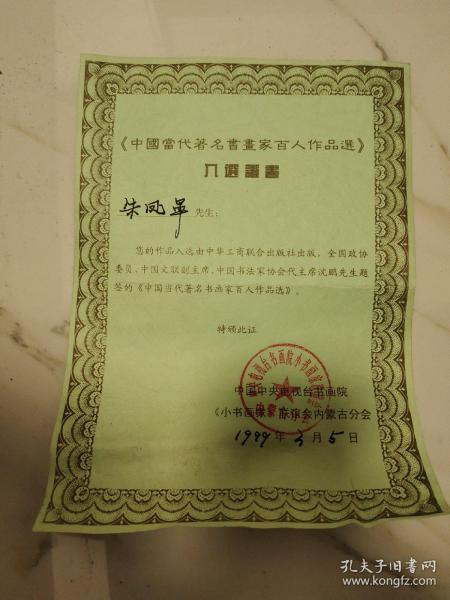 《中國當代著名書畫家百人作品選》
入選證書
朱凤革 先生：
您的作品入选由中华工商联合出版社出版，全国政协
委员、中国文联副主席、中国书法家协会代主席沈鹏先生题
签的《中国当代著名书画家百人作品选》。
特颁此证
中国中央电视台书画院
《小书画家》联谊会内蒙古分会
1999年3月5日
孔夫子旧书网
www.kongfz.com